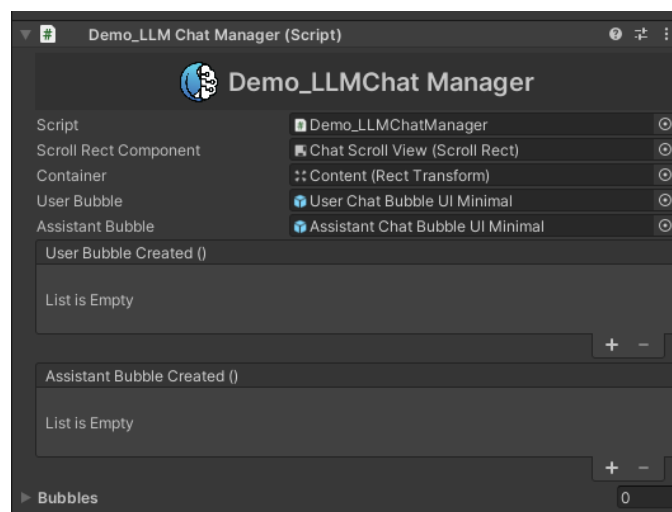 # Demo_LLM Chat Manager (Script)
Demo_LLMChat Manager
Script Demo_LLMChatManager
Scroll Rect Component Chat Scroll View (Scroll Rect)
Container Content (Rect Transform)
User Bubble User Chat Bubble UI Minimal
Assistant Bubble Assistant Chat Bubble UI Minimal
User Bubble Created ()
List is Empty
+ −
Assistant Bubble Created ()
List is Empty
+ −
Bubbles 0